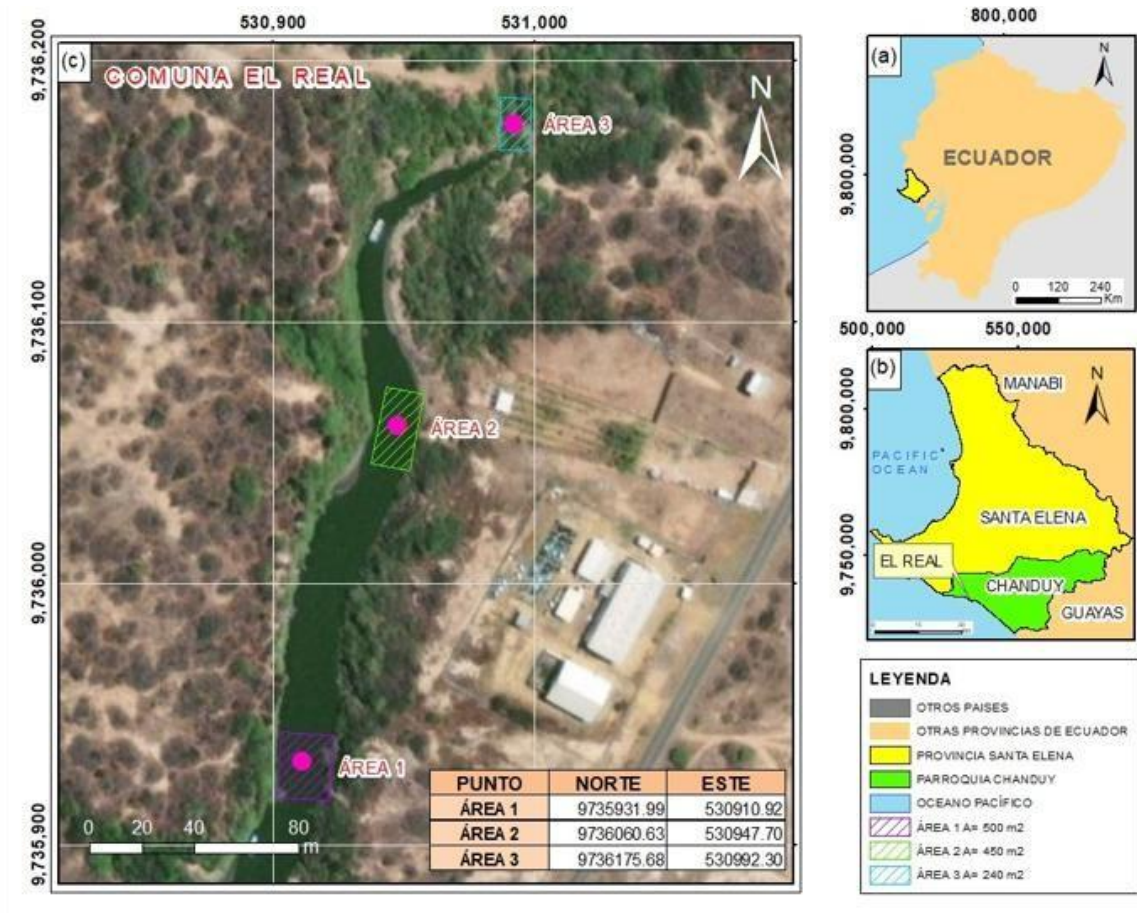 530,900 531,000
9,736,200
9,736,100
9,736,000
9,735,900
(c)
COMUNA EL REAL
N
ÁREA 3
ÁREA 2
ÁREA 1
0 20 40 80
m
PUNTO NORTE ESTE
ÁREA 1 9735931.99 530910.92
ÁREA 2 9736060.63 530947.70
ÁREA 3 9736175.68 530992.30
800,000
9,800,000
(a)
N
ECUADOR
0 120 240
Km
500,000 550,000
9,800,000
9,750,000
(b)
N
MANABI
PACIFIC
OCEAN
SANTA ELENA
EL REAL
CHANDUY
GUAYAS
LEYENDA
OTROS PAISES
OTRAS PROVINCIAS DE ECUADOR
PROVINCIA SANTA ELENA
PARROQUIA CHANDUY
OCEANO PACÍFICO
ÁREA 1 A= 500 m2
ÁREA 2 A= 450 m2
ÁREA 3 A= 240 m2